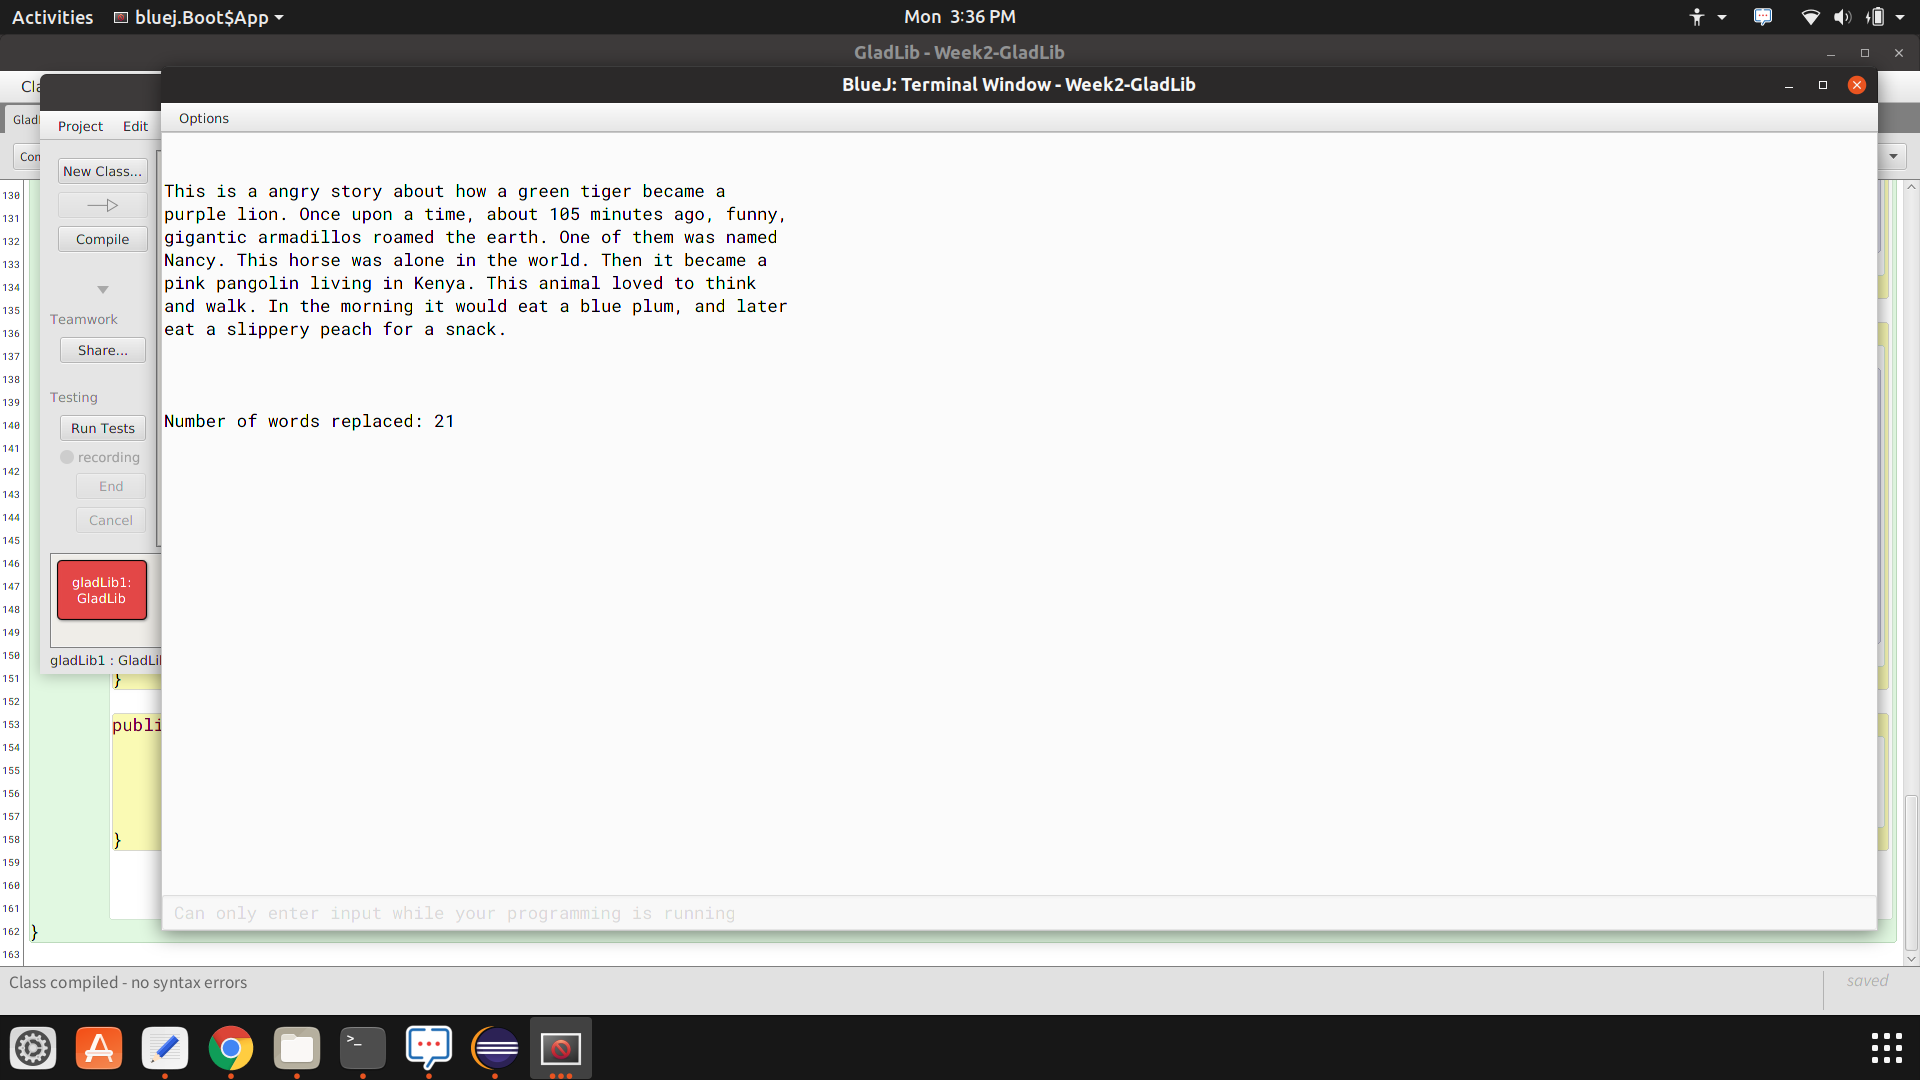 Activities bluej.Boot$App Mon 3:36 PM
GladLib - Week2-GladLib
BlueJ: Terminal Window - Week2-GladLib
Options
Project Edit
New Class...
Compile
Teamwork
Share...
Testing
Run Tests
recording
End
Cancel
gladLib1:
GladLib
gladLib1 : GladLi
This is a angry story about how a green tiger became a
purple lion. Once upon a time, about 105 minutes ago, funny,
gigantic armadillos roamed the earth. One of them was named
Nancy. This horse was alone in the world. Then it became a
pink pangolin living in Kenya. This animal loved to think
and walk. In the morning it would eat a blue plum, and later
eat a slippery peach for a snack.
Number of words replaced: 21
Can only enter input while your programming is running
130
131
132
133
134
135
136
137
138
139
140
141
142
143
144
145
146
147
148
149
150
151 }
152
153 publi
154
155
156
157
158 }
159
160
161
162 }
163
Class compiled - no syntax errors saved